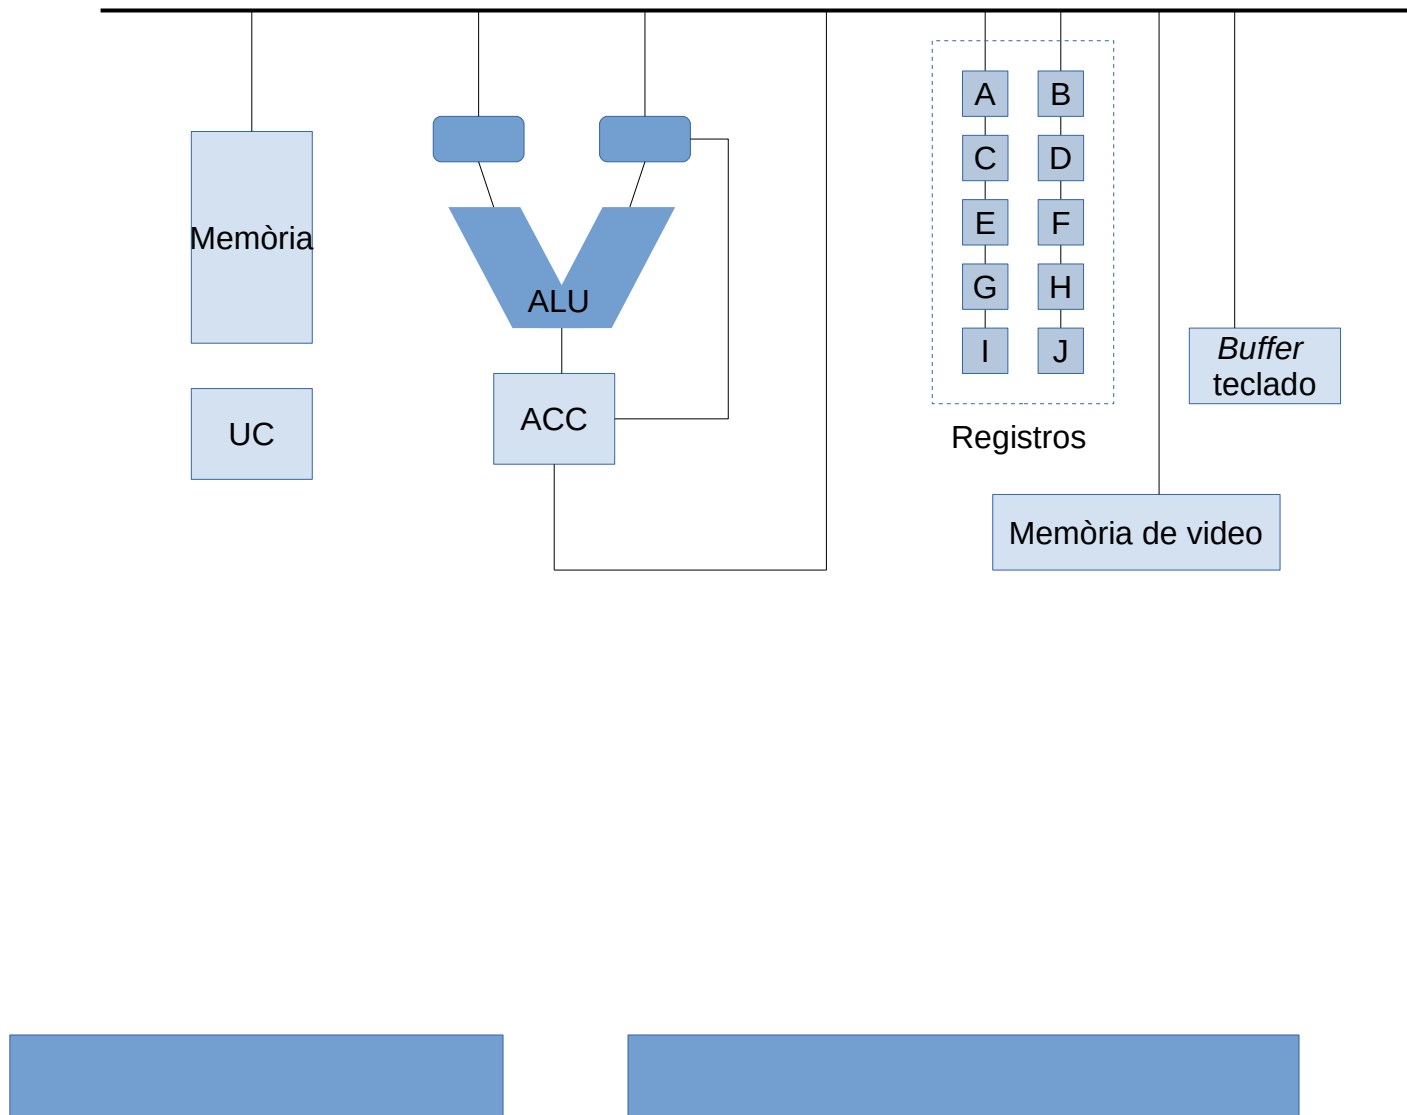 Memòria
UC
ALU
ACC
A B
C D
E F
G H
I J
Registros
Buffer
teclado
Memòria de video